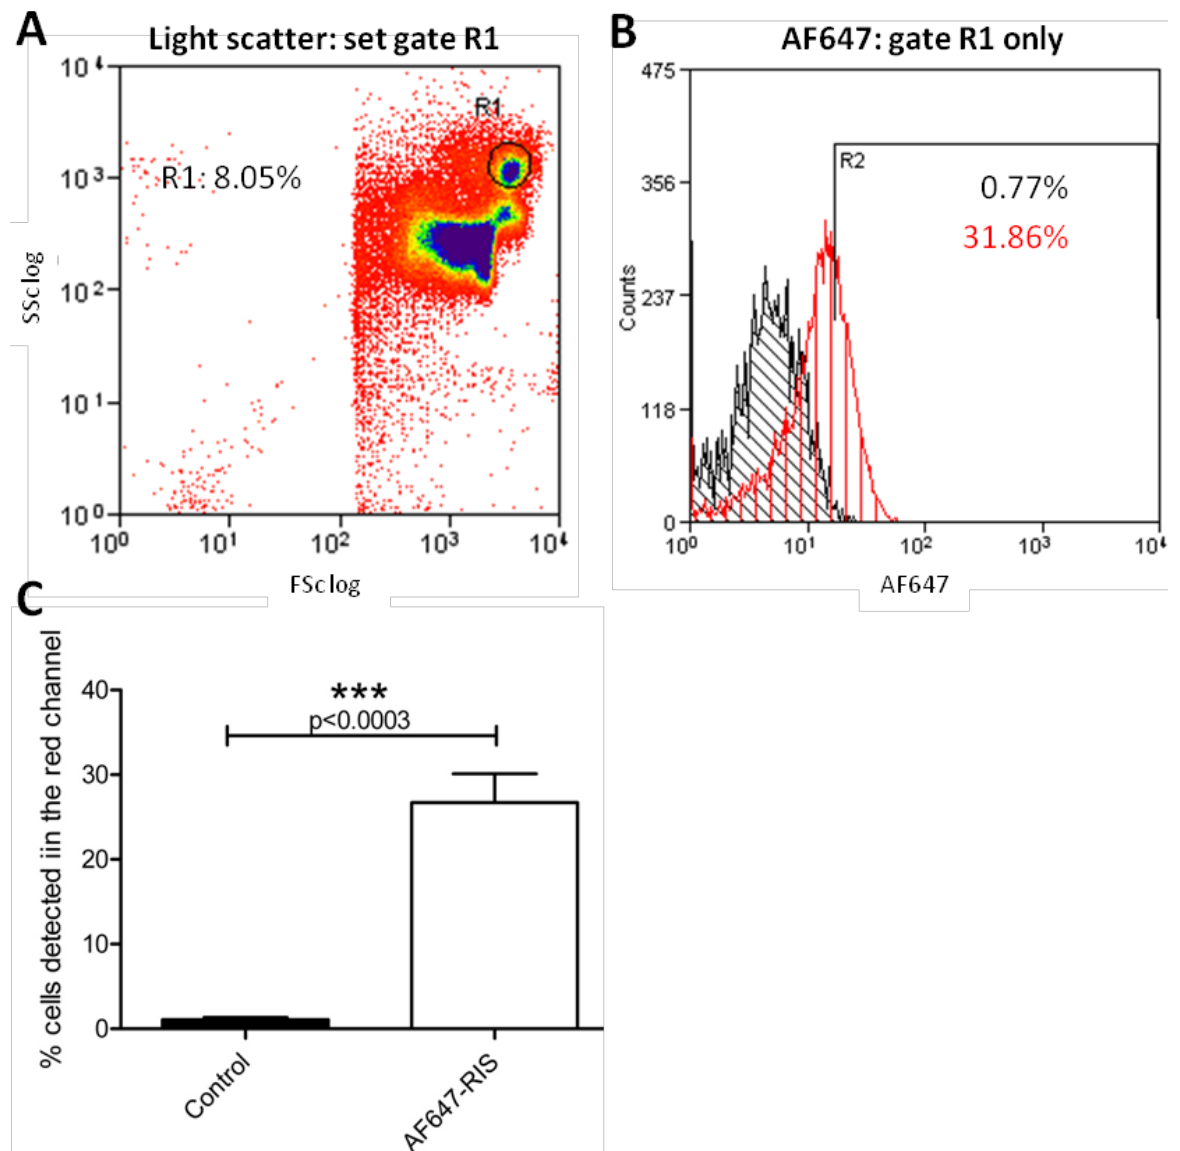 A
Light scatter: set gate R1
10⁴
10³
10²
10¹
10⁰
SSc log
R1
R1: 8.05%
10⁰ 10¹ 10² 10³ 10⁴
FSc log
B
AF647: gate R1 only
475
356
237
118
0
Counts
R2
0.77%
31.86%
10⁰ 10¹ 10² 10³ 10⁴
AF647
C
% cells detected iin the red channel
40
30
20
10
0
***
p<0.0003
Control
AF647-RIS